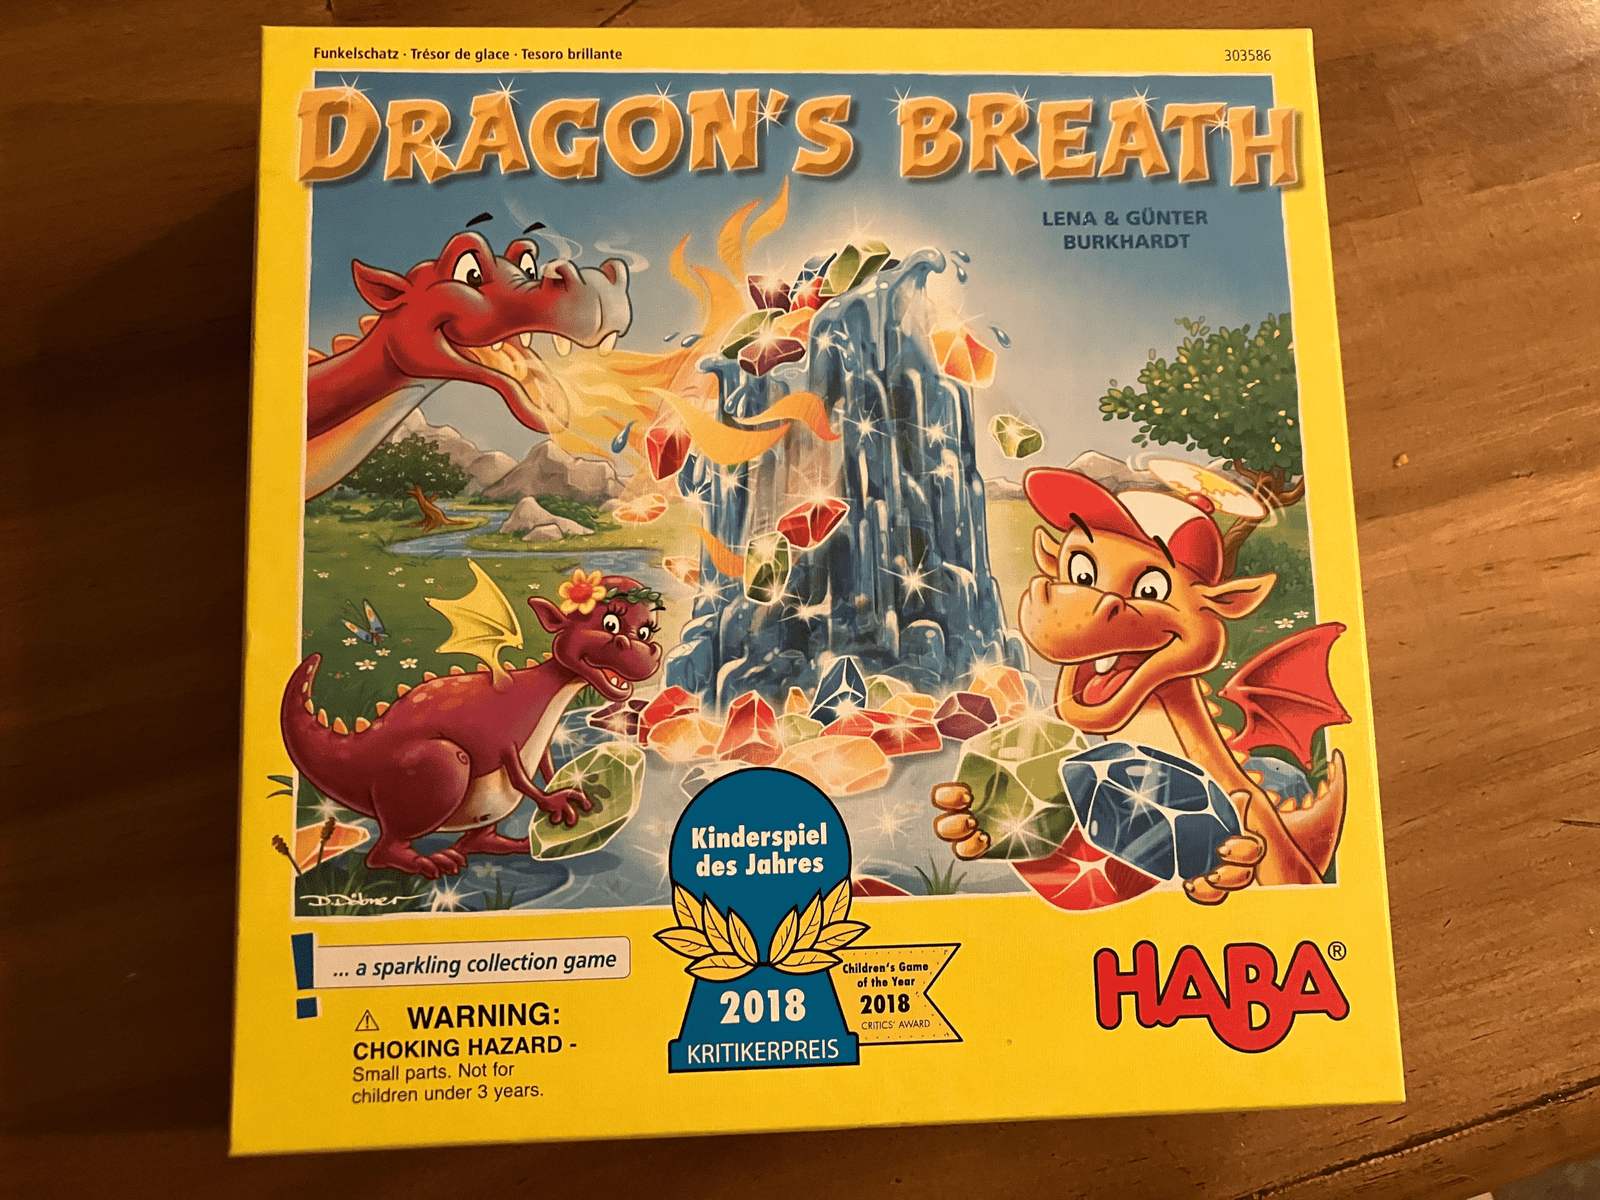 Funkelschatz · Trésor de glace · Tesoro brillante
303586
DRAGON'S BREATH
LENA & GÜNTER
BURKHARDT
D. Döbner
Kinderspiel
des Jahres
2018
KRITIKERPREIS
Children's Game
of the Year
2018
CRITICS' AWARD
! ... a sparkling collection game
⚠ WARNING:
CHOKING HAZARD -
Small parts. Not for
children under 3 years.
HABA®